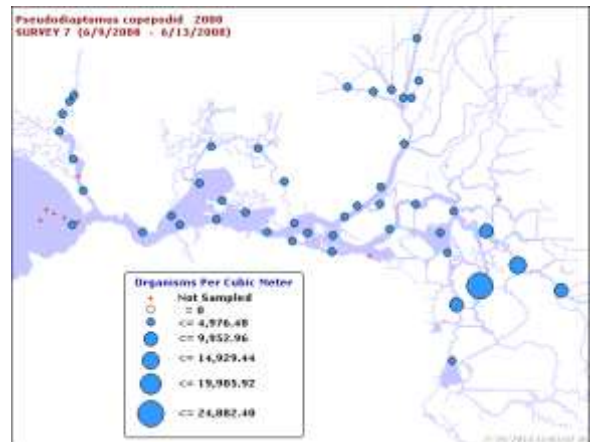 Pseudodiaptomus copepodid 2008
SURVEY 7 (6/9/2008 - 6/13/2008)
Organisms Per Cubic Meter
Not Sampled
= 0
<= 4,976.48
<= 9,952.96
<= 14,929.44
<= 19,905.92
<= 24,882.40